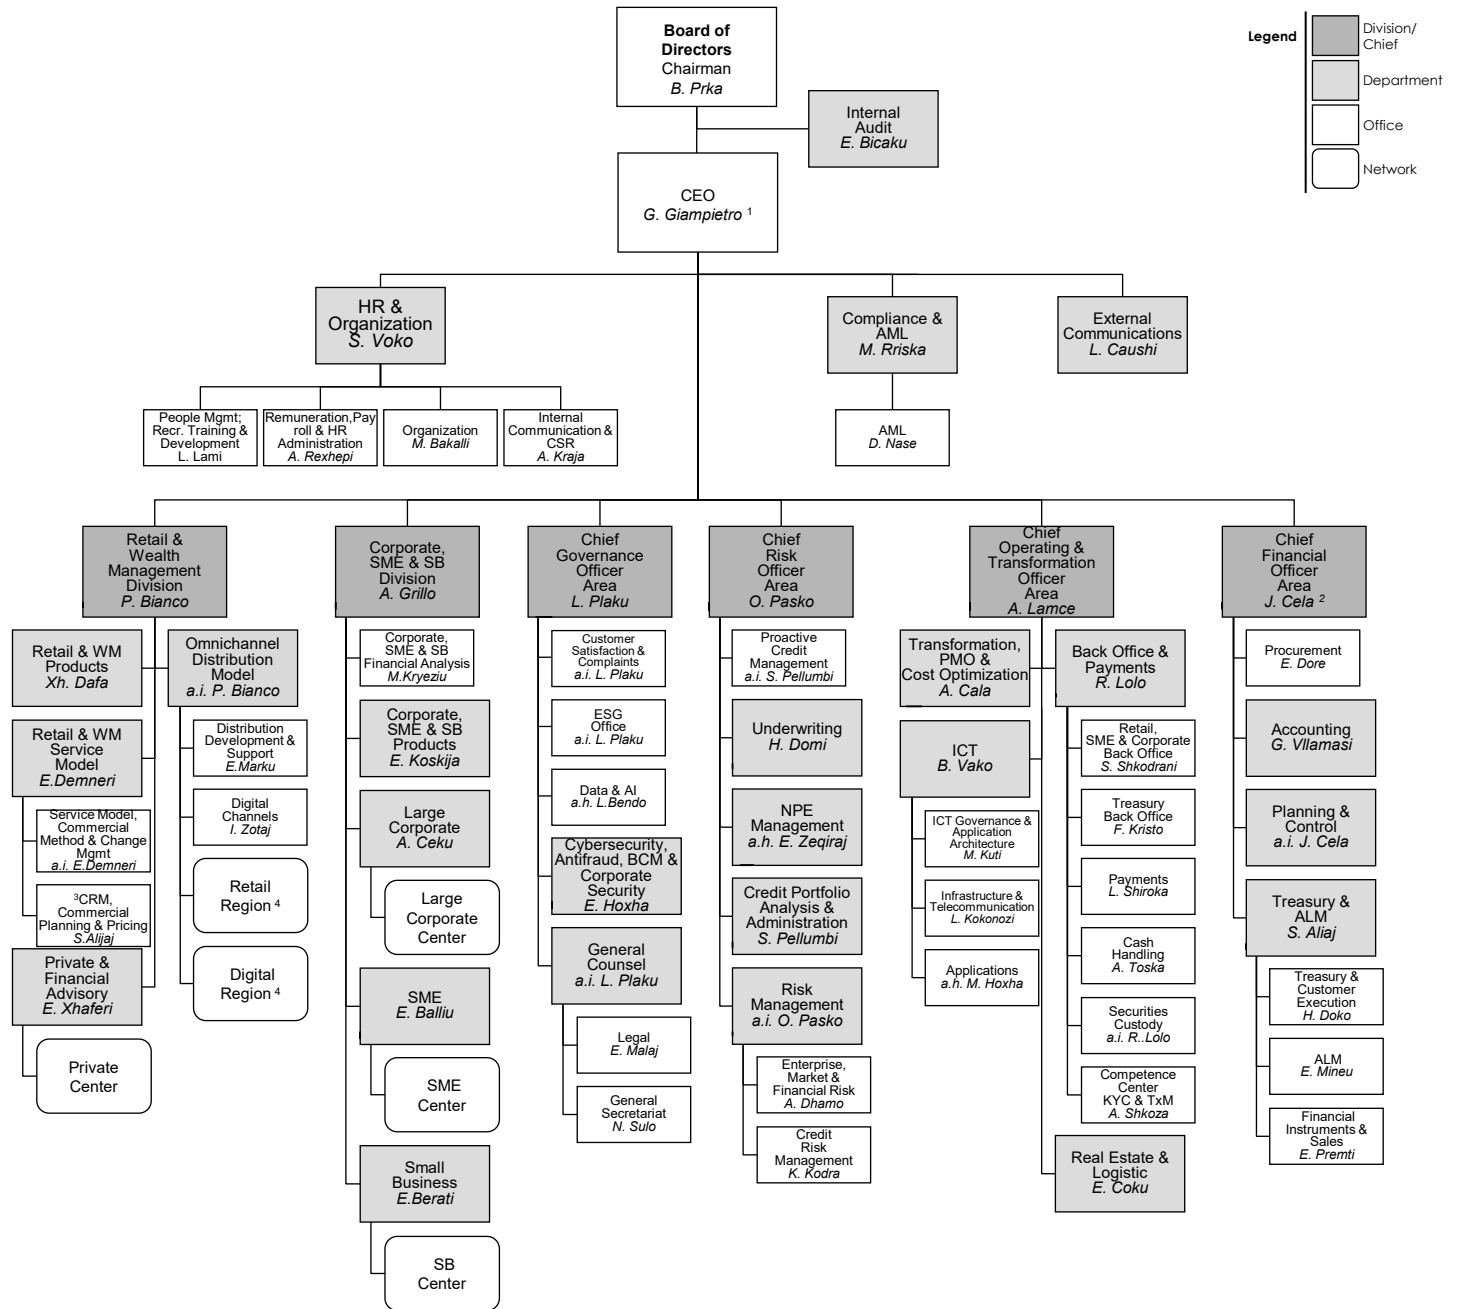 Board of
Directors
Chairman
B. Prka
Legend
Division/
Chief
Department
Office
Network
Internal
Audit
E. Bicaku
CEO
G. Giampietro 1
HR &
Organization
S. Voko
Compliance &
AML
M. Rriska
External
Communications
L. Caushi
People Mgmt;
Recr. Training &
Development
L. Lami
Remuneration,Pay
roll & HR
Administration
A. Rexhepi
Organization
M. Bakalli
Internal
Communication &
CSR
A. Kraja
AML
D. Nase
Retail &
Wealth
Management
Division
P. Bianco
Retail & WM
Products
Xh. Dafa
Omnichannel
Distribution
Model
a.i. P. Bianco
Retail & WM
Service
Model
E.Demneri
Service Model,
Commercial
Method & Change
Mgmt
a.i. E.Demneri
3CRM,
Commercial
Planning & Pricing
S.Alijaj
Private &
Financial
Advisory
E. Xhaferi
Private
Center
Distribution
Development &
Support
E.Marku
Digital
Channels
I. Zotaj
Retail
Region 4
Digital
Region 4
Corporate,
SME & SB
Division
A. Grillo
Corporate,
SME & SB
Financial Analysis
M.Kryeziu
Corporate,
SME & SB
Products
E. Koskija
Large
Corporate
A. Ceku
Large
Corporate
Center
SME
E. Balliu
SME
Center
Small
Business
E.Berati
SB
Center
Chief
Governance
Officer
Area
L. Plaku
Customer
Satisfaction &
Complaints
a.i. L. Plaku
ESG
Office
a.i. L. Plaku
Data & AI
a.h. L.Bendo
Cybersecurity,
Antifraud, BCM &
Corporate
Security
E. Hoxha
General
Counsel
a.i. L. Plaku
Legal
E. Malaj
General
Secretariat
N. Sulo
Chief
Risk
Officer
Area
O. Pasko
Proactive
Credit
Management
a.i. S. Pellumbi
Underwriting
H. Domi
NPE
Management
a.h. E. Zeqiraj
Credit Portfolio
Analysis &
Administration
S. Pellumbi
Risk
Management
a.i. O. Pasko
Enterprise,
Market &
Financial Risk
A. Dhamo
Credit
Risk
Management
K. Kodra
Chief
Operating &
Transformation
Officer
Area
A. Lamce
Transformation,
PMO &
Cost Optimization
A. Cala
ICT
B. Vako
ICT Governance &
Application
Architecture
M. Kuti
Infrastructure &
Telecommunication
L. Kokonozi
Applications
a.h. M. Hoxha
Back Office &
Payments
R. Lolo
Retail,
SME & Corporate
Back Office
S. Shkodrani
Treasury
Back Office
F. Kristo
Payments
L. Shiroka
Cash
Handling
A. Toska
Securities
Custody
a.i. R..Lolo
Competence
Center
KYC & TxM
A. Shkoza
Real Estate &
Logistic
E. Coku
Chief
Financial
Officer
Area
J. Cela 2
Procurement
E. Dore
Accounting
G. Vllamasi
Planning &
Control
a.i. J. Cela
Treasury &
ALM
S. Aliaj
Treasury &
Customer
Execution
H. Doko
ALM
E. Mineu
Financial
Instruments &
Sales
E. Premti